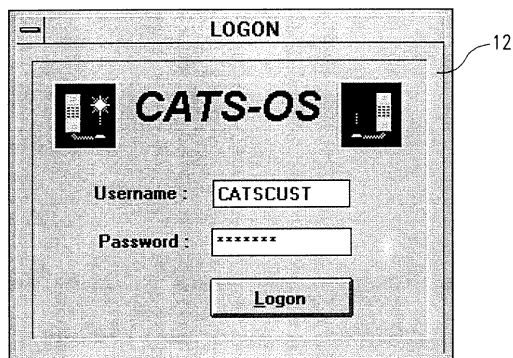 LOGON
12
CATS-OS
Username : CATSCUST
Password : *******
Logon